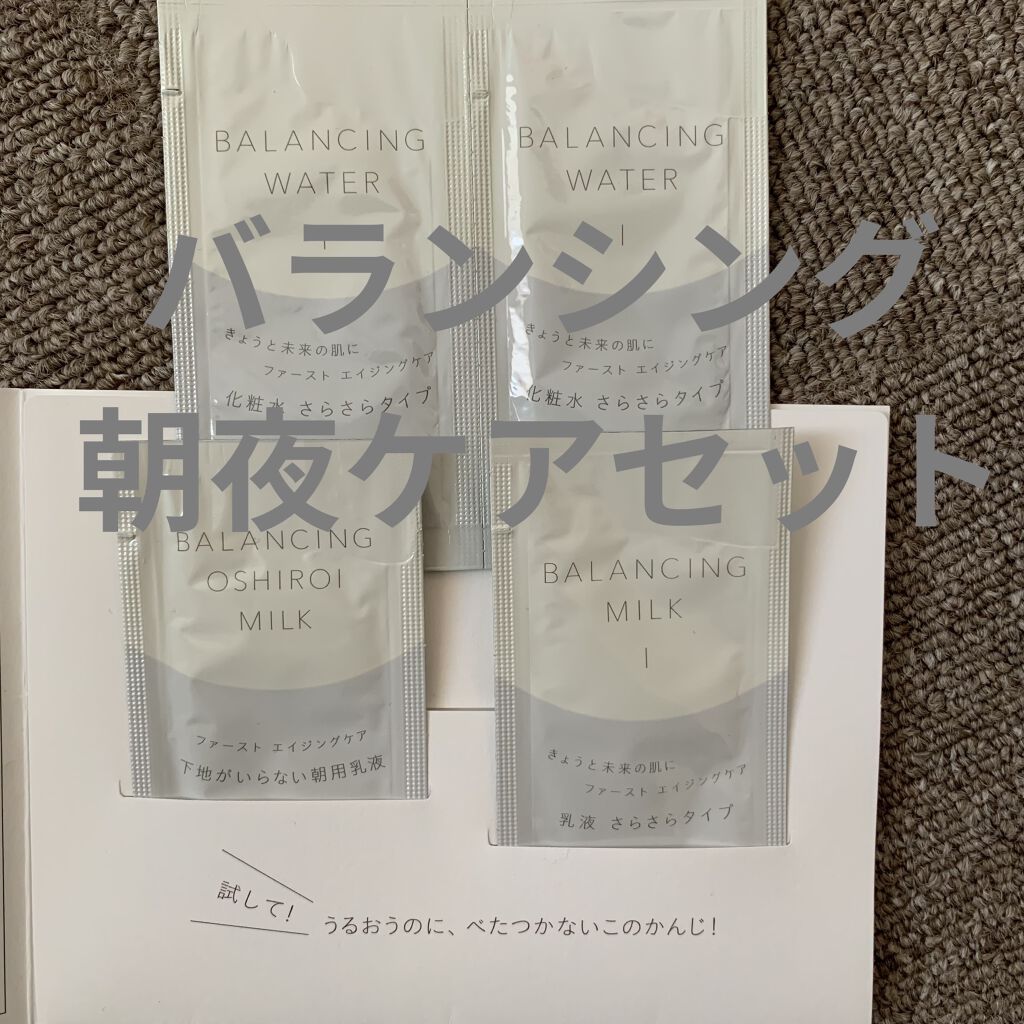 BALANCING
WATER
I
きょうと未来の肌に
ファースト エイジングケア
化粧水 さらさらタイプ
BALANCING
WATER
I
きょうと未来の肌に
ファースト エイジングケア
化粧水 さらさらタイプ
バランシング
朝夜ケアセット
BALANCING
OSHIROI
MILK
ファースト エイジングケア
下地がいらない朝用乳液
BALANCING
MILK
I
きょうと未来の肌に
ファースト エイジングケア
乳液 さらさらタイプ
試して!
うるおうのに、べたつかないこのかんじ!